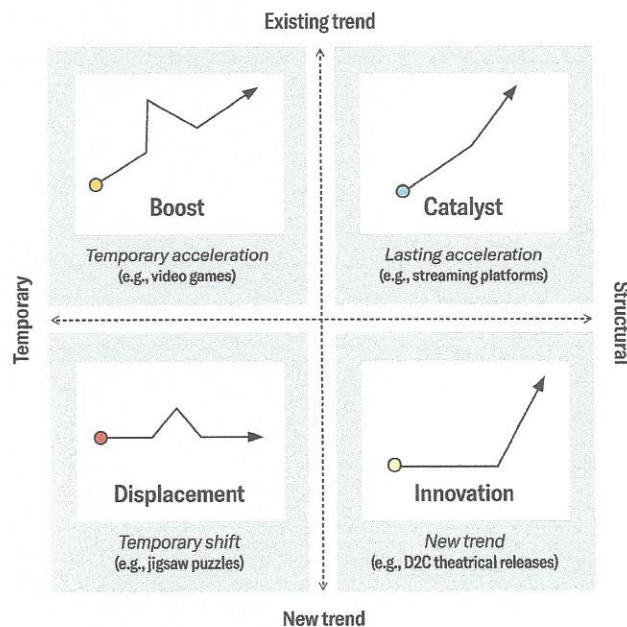 Existing trend
Boost
Temporary acceleration
(e.g., video games)
Catalyst
Lasting acceleration
(e.g., streaming platforms)
Temporary
Structural
Displacement
Temporary shift
(e.g., jigsaw puzzles)
Innovation
New trend
(e.g., D2C theatrical releases)
New trend